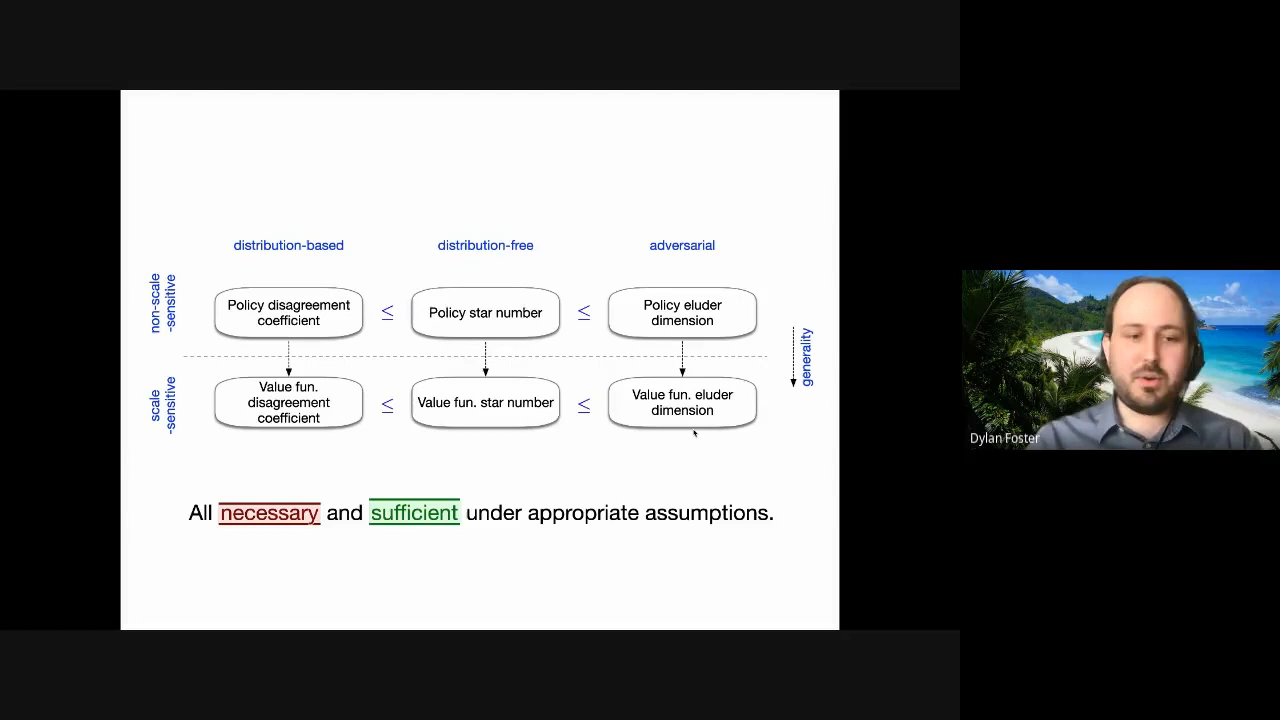 distribution-based
distribution-free
adversarial
non-scale
-sensitive
Policy disagreement
coefficient
≤
Policy star number
≤
Policy eluder
dimension
generality
scale
-sensitive
Value fun.
disagreement
coefficient
≤
Value fun. star number
≤
Value fun. eluder
dimension
All necessary and sufficient under appropriate assumptions.
Dylan Foster